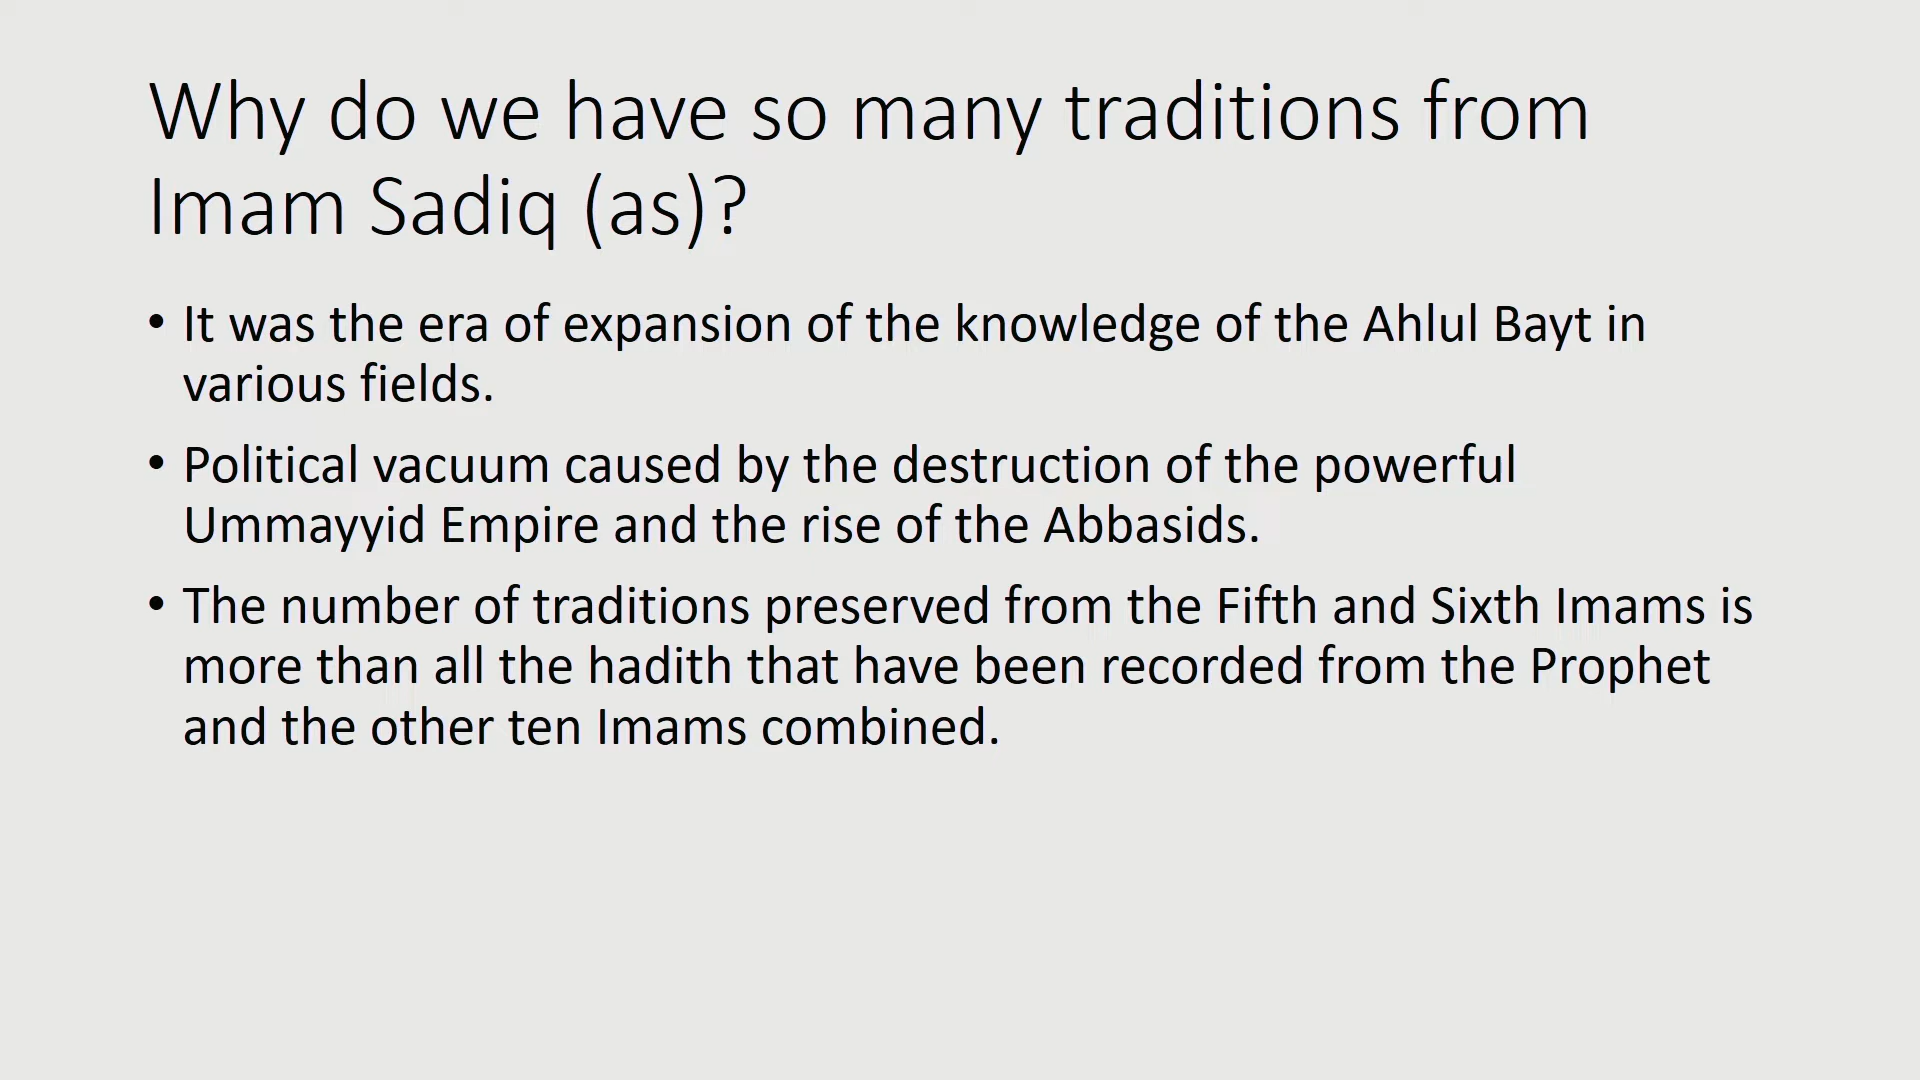 Why do we have so many traditions from
Imam Sadiq (as)?
• It was the era of expansion of the knowledge of the Ahlul Bayt in
various fields.
• Political vacuum caused by the destruction of the powerful
Ummayyid Empire and the rise of the Abbasids.
• The number of traditions preserved from the Fifth and Sixth Imams is
more than all the hadith that have been recorded from the Prophet
and the other ten Imams combined.